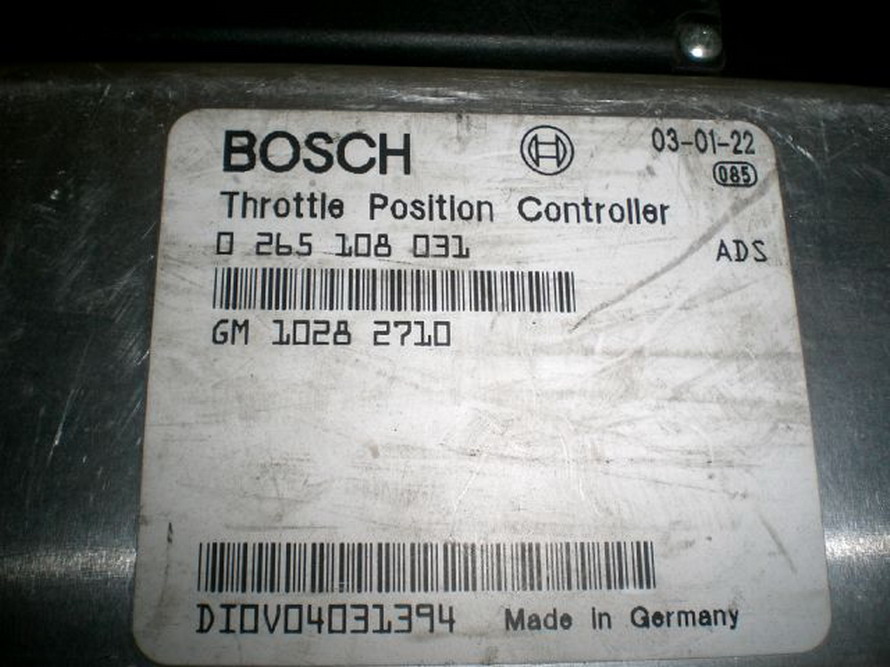 BOSCH 03-01-22
085
Throttle Position Controller
0 265 108 031 ADS
GM 1028 2710
DIOV04031394 Made in Germany